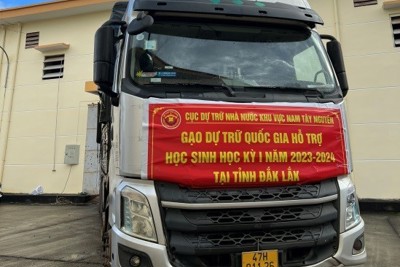 CỤC DỰ TRỮ NHÀ NƯỚC KHU VỰC NAM TÂY NGUYÊN
GẠO DỰ TRỮ QUỐC GIA HỖ TRỢ
HỌC SINH HỌC KỲ I NĂM 2023-2024
TẠI TỈNH ĐẮK LẮK
47H